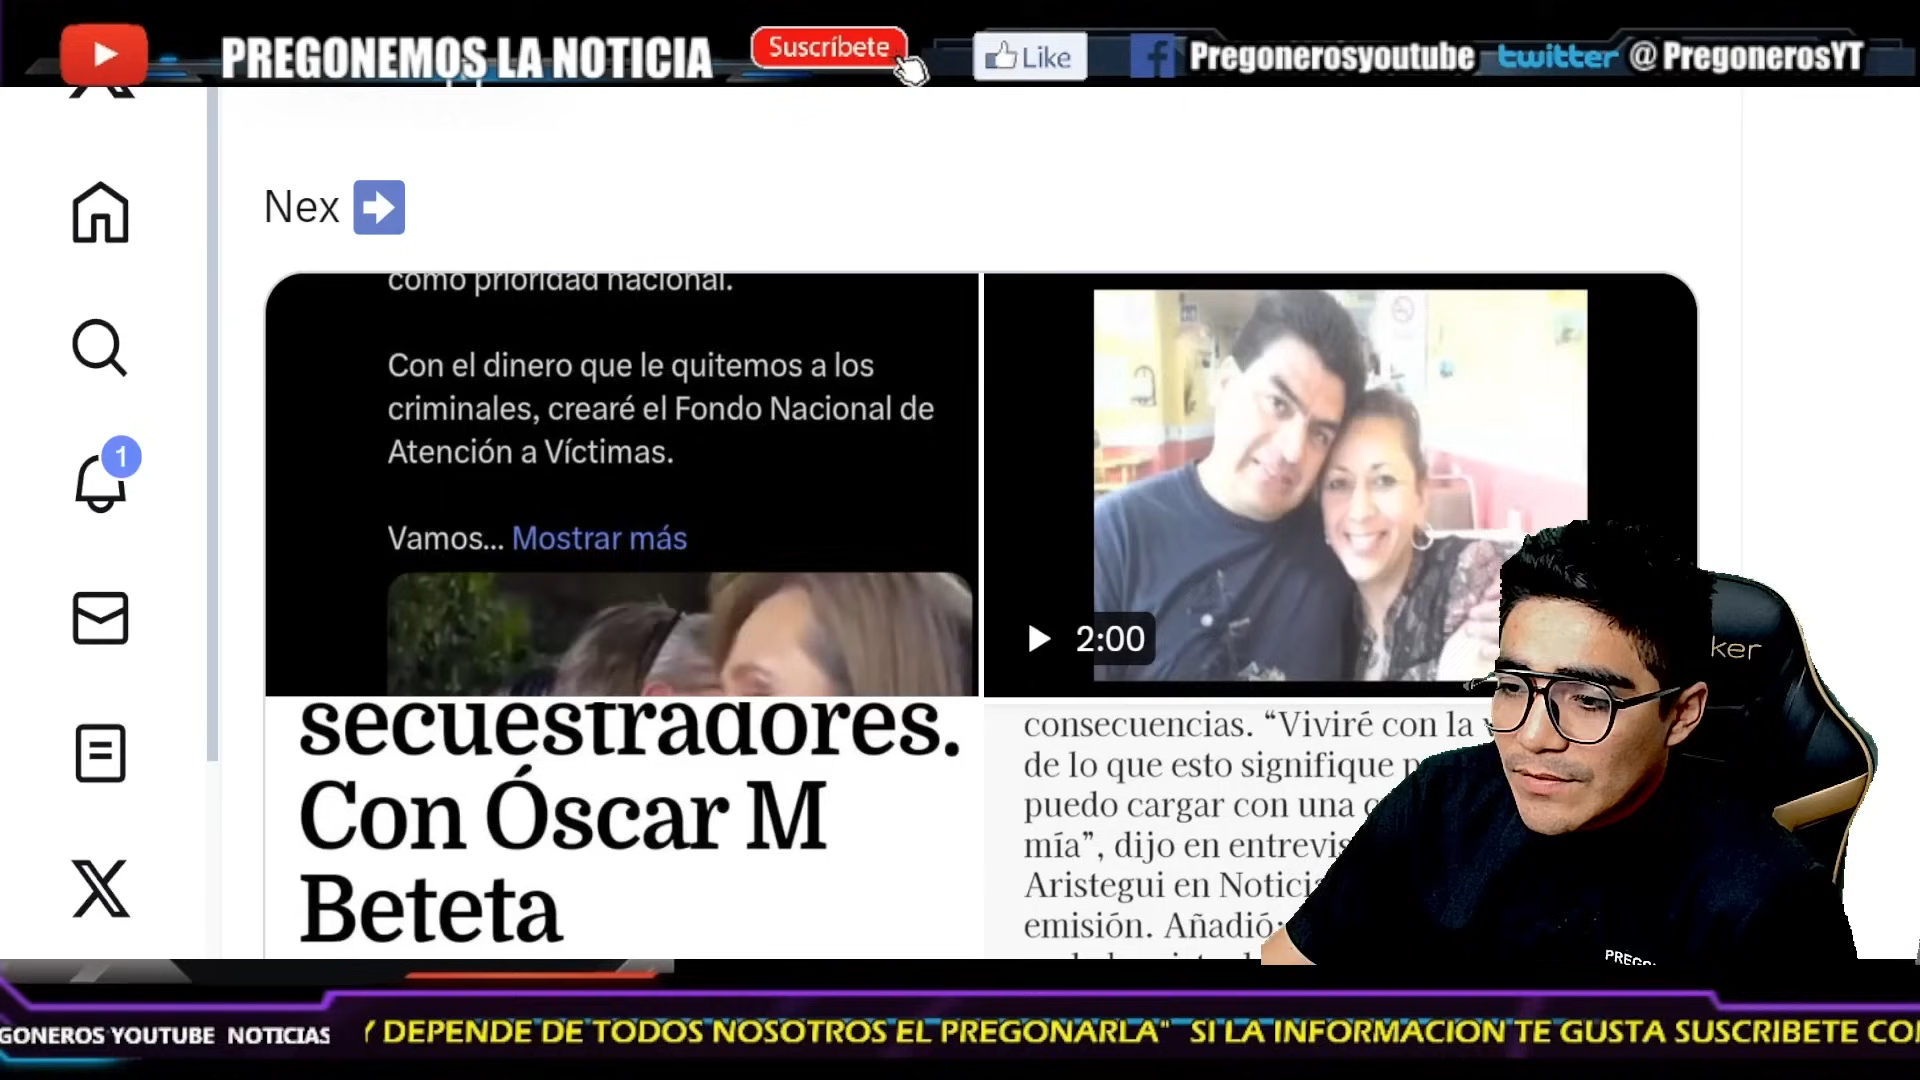 PREGONEMOS LA NOTICIA
Suscríbete
Like
Pregonerosyoutube
twitter @PregonerosYT
Nex
como prioridad nacional.
Con el dinero que le quitemos a los
criminales, crearé el Fondo Nacional de
Atención a Víctimas.
Vamos... Mostrar más
1
2:00
secuestradores.
Con Óscar M
Beteta
consecuencias. “Viviré con la
de lo que esto signifique
puedo cargar con una
mía”, dijo en
Aristegui en
emisión. Añadió:
ker
GONEROS YOUTUBE NOTICIAS
Y DEPENDE DE TODOS NOSOTROS EL PREGONARLA" SI LA INFORMACION TE GUSTA SUSCRIBETE